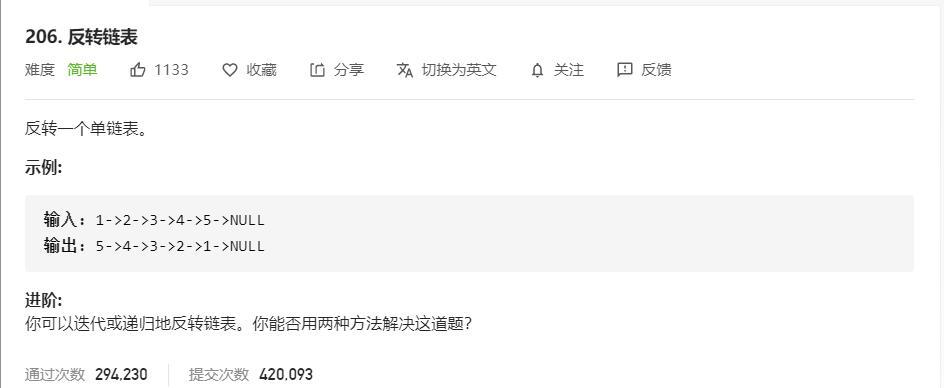 206. 反转链表
难度 简单 1133 收藏 分享 切换为英文 关注 反馈
反转一个单链表。
示例:
输入: 1->2->3->4->5->NULL
输出: 5->4->3->2->1->NULL
进阶:
你可以迭代或递归地反转链表。你能否用两种方法解决这道题？
通过次数 294,230 提交次数 420,093